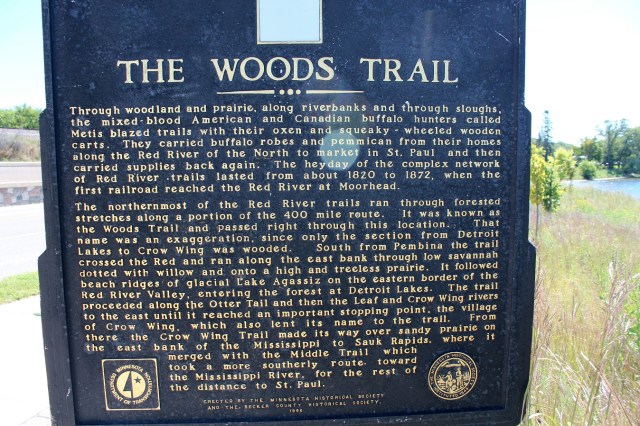 THE WOODS TRAIL
Through woodland and prairie, along riverbanks and through sloughs,
the mixed-blood American and Canadian buffalo hunters called
Metis blazed trails with their oxen and squeaky-wheeled wooden
carts. They carried buffalo robes and pemmican from their homes
along the Red River of the North to market in St. Paul and then
carried supplies back again. The heyday of the complex network
of Red River trails lasted from about 1820 to 1872, when the
first railroad reached the Red River at Moorhead.
The northernmost of the Red River trails ran through forested
stretches along a portion of the 400 mile route. It was known as
the Woods Trail and passed right through this location. That
name was an exaggeration, since only the section from Detroit
Lakes to Crow Wing was wooded. South from Pembina the trail
crossed the Red and ran along the east bank through low savannah
dotted with willow and onto a high and treeless prairie. It followed
beach ridges of glacial Lake Agassiz on the eastern border of the
Red River Valley, entering the forest at Detroit Lakes. The trail
proceeded along the Otter Tail and then the Leaf and Crow Wing rivers
to the east until it reached an important stopping point, the village
of Crow Wing, which also lent its name to the trail. From
there the Crow Wing Trail made its way over sandy prairie on
the east bank of the Mississippi to Sauk Rapids, where it
merged with the Middle Trail which
took a more southerly route toward
the Mississippi River, for the rest of
the distance to St. Paul.
ERECTED BY THE MINNESOTA HISTORICAL SOCIETY
AND THE BECKER COUNTY HISTORICAL SOCIETY,
MINNESOTA
DEPARTMENT OF TRANSPORTATION